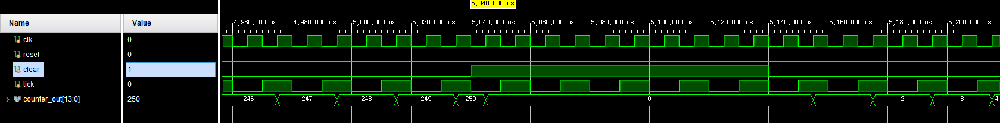 5,040,000 ns
Name Value
4,960,000 ns 4,980,000 ns 5,000,000 ns 5,020,000 ns 5,040,000 ns 5,060,000 ns 5,080,000 ns 5,100,000 ns 5,120,000 ns 5,140,000 ns 5,160,000 ns 5,180,000 ns 5,200,000 ns
clk 0
reset 0
clear 1
tick 0
counter_out[13:0] 250 246 247 248 249 250 0 1 2 3 4